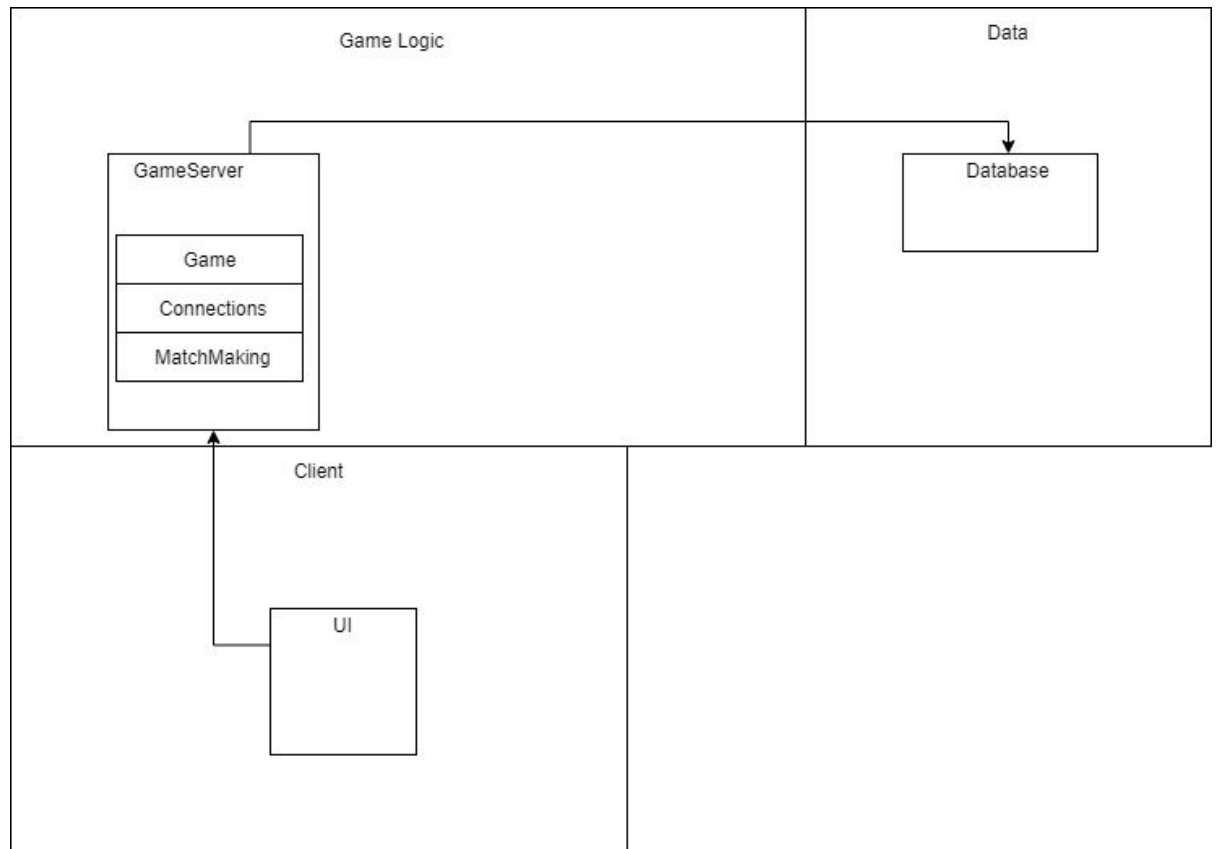 Game Logic
Data
GameServer
Database
Game
Connections
MatchMaking
Client
UI